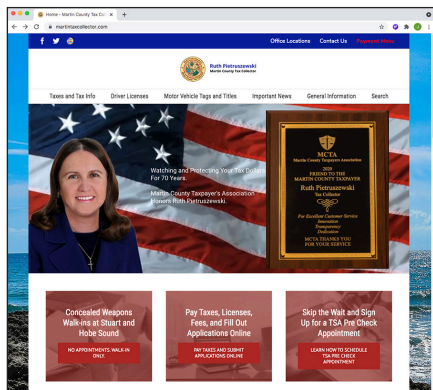 Home - Martin County Tax Col
martintaxcollector.com
Office Locations Contact Us Payment News
Ruth Pietruszewski
Martin County Tax Collector
Taxes and Tax Info Driver Licenses Motor Vehicle Tags and Titles Important News General Information Search
Watching and Protecting Your Tax Dollars
For 70 Years.
Martin County Taxpayer's Association
Honors Ruth Pietruszewski.
MCTA
Martin County Taxpayers Association
2020
FRIEND TO THE
MARTIN COUNTY TAXPAYER
Ruth Pietruszewski
Tax Collector
For Excellent Customer Service
Innovation
Transparency
Dedication
MCTA THANKS YOU
FOR YOUR SERVICE
Concealed Weapons
Walk-ins at Stuart and
Hobe Sound
NO APPOINTMENTS. WALK-IN
ONLY.
Pay Taxes, Licenses,
Fees, and Fill Out
Applications Online
PAY TAXES AND SUBMIT
APPLICATIONS ONLINE
Skip the Wait and Sign
Up for a TSA Pre Check
Appointment
LEARN HOW TO SCHEDULE
TSA PRE CHECK
APPOINTMENT